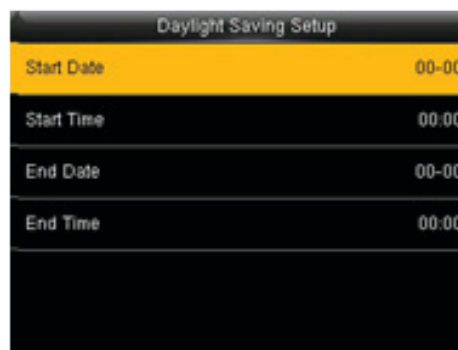 Daylight Saving Setup
Start Date 00-00
Start Time 00:00
End Date 00-00
End Time 00:00